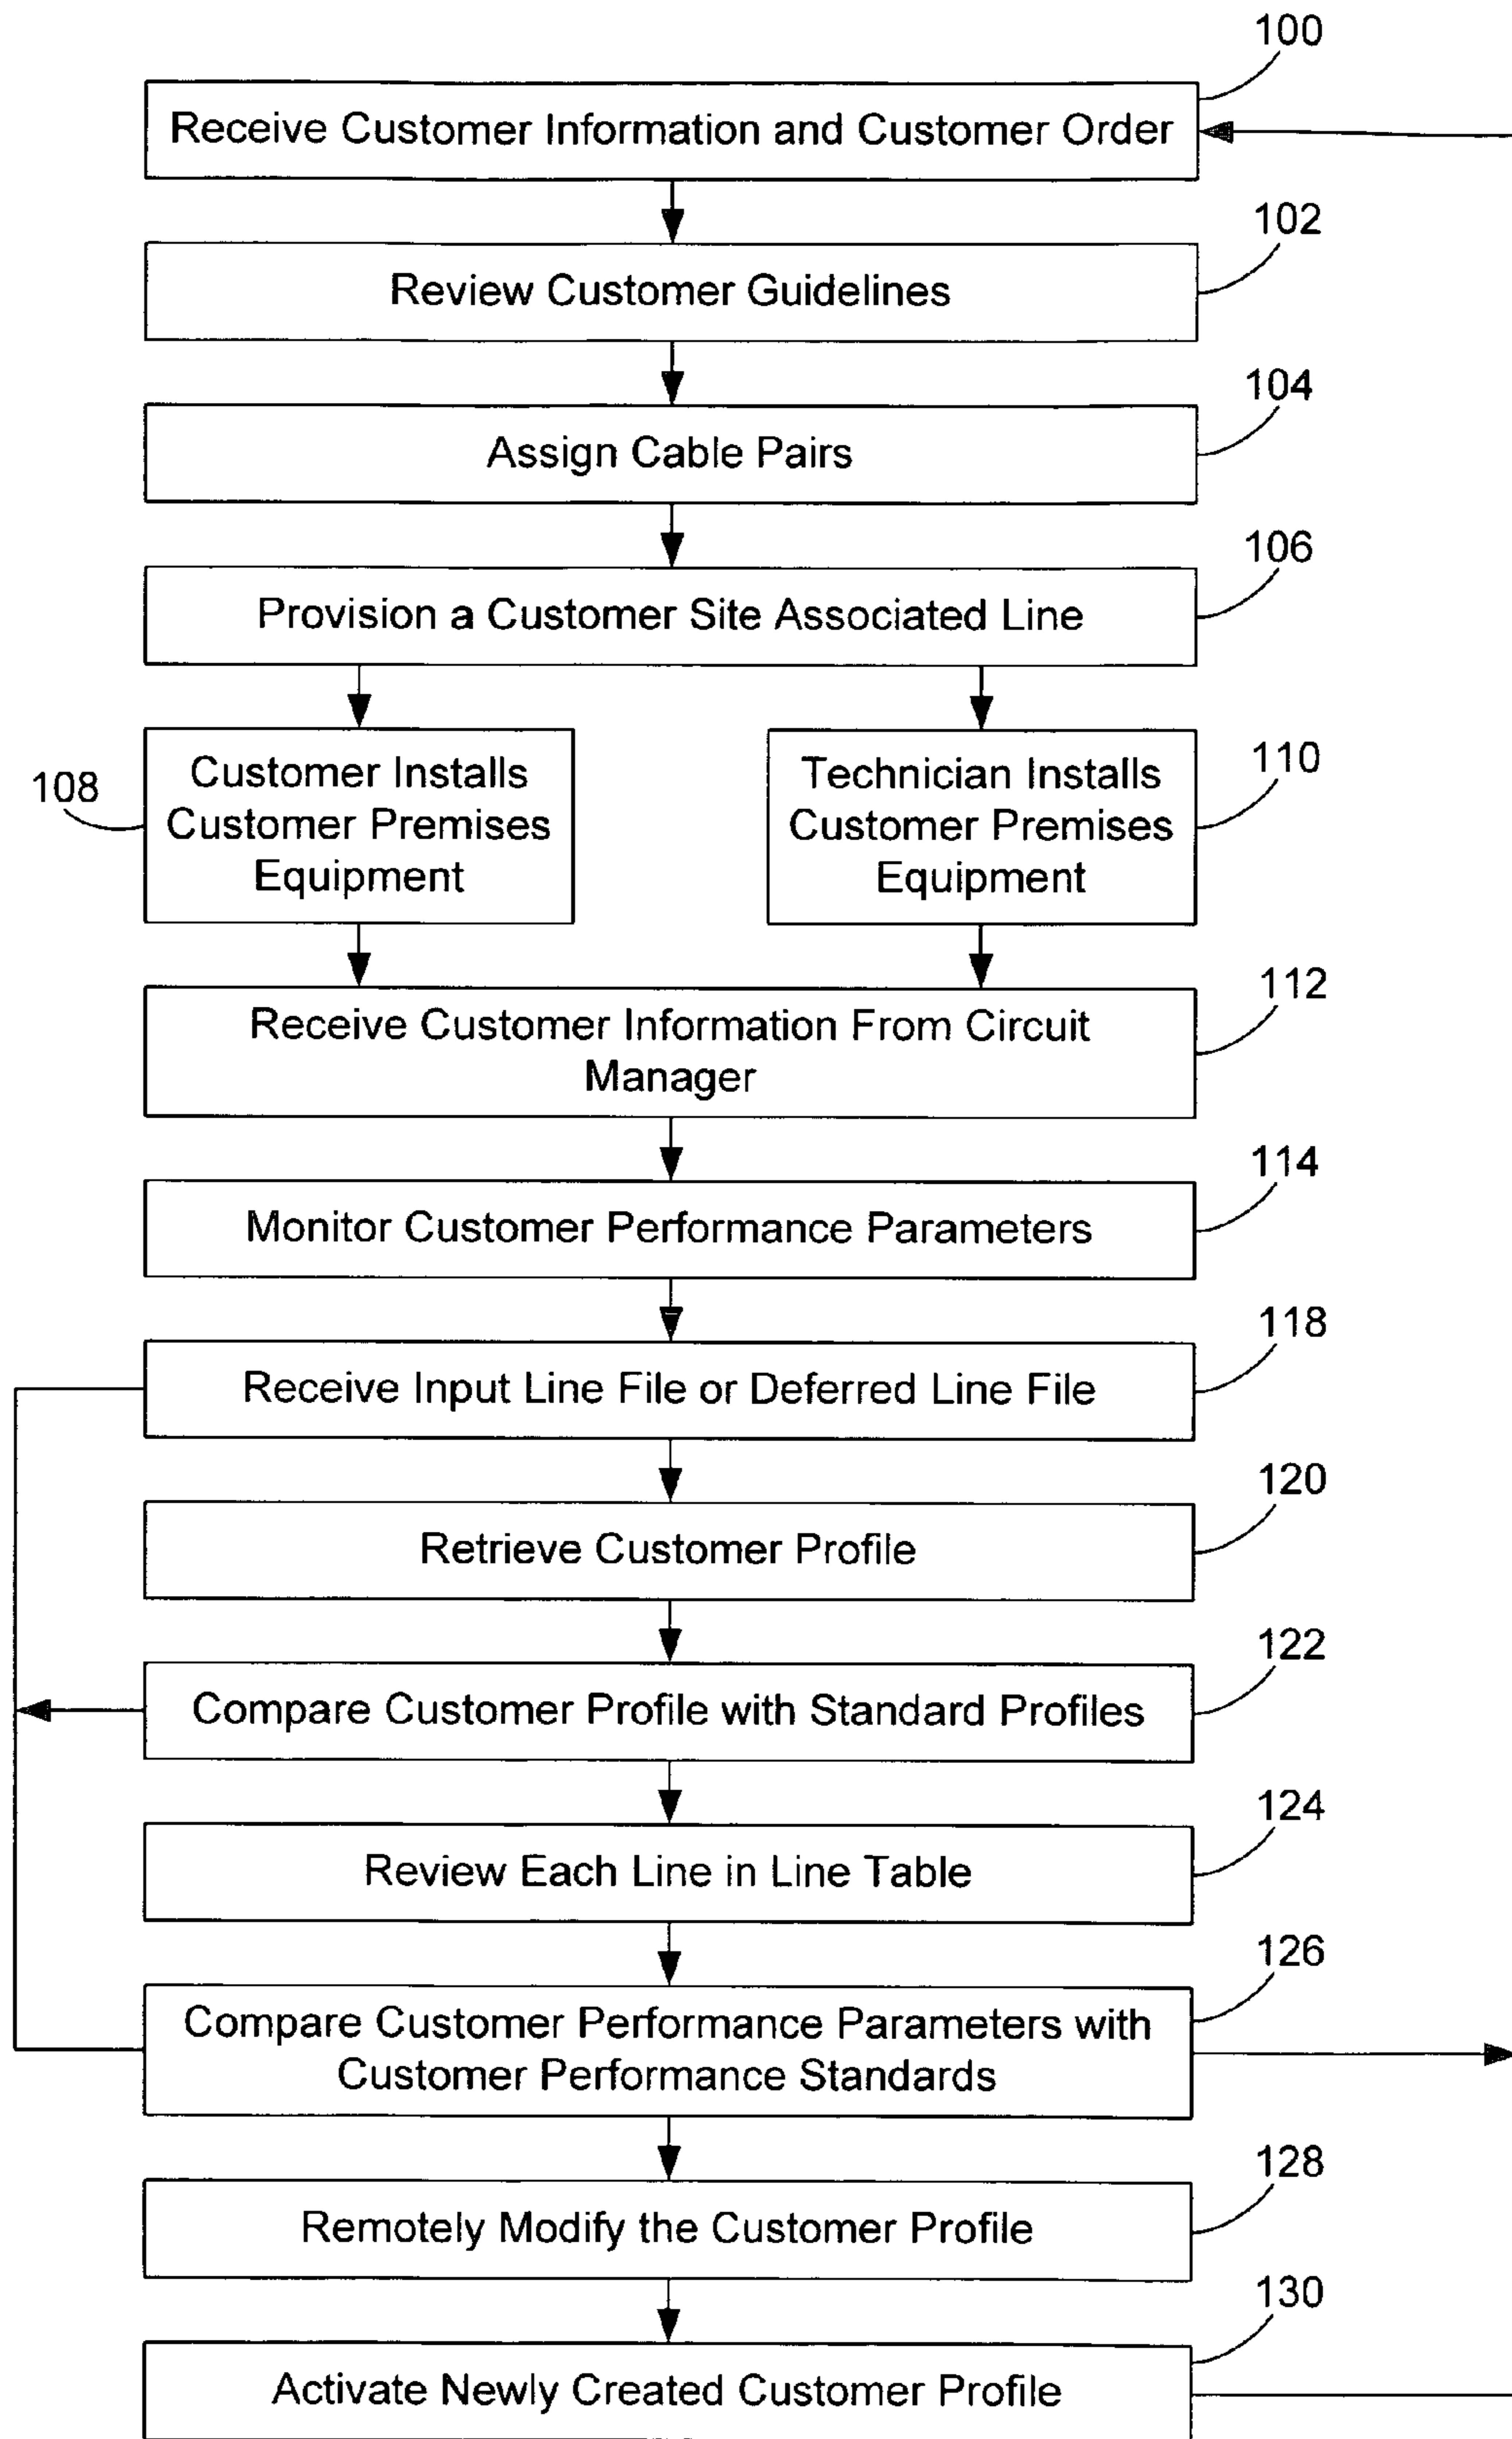 100
Receive Customer Information and Customer Order
102
Review Customer Guidelines
104
Assign Cable Pairs
106
Provision a Customer Site Associated Line
108
Customer Installs
Customer Premises
Equipment
110
Technician Installs
Customer Premises
Equipment
112
Receive Customer Information From Circuit
Manager
114
Monitor Customer Performance Parameters
118
Receive Input Line File or Deferred Line File
120
Retrieve Customer Profile
122
Compare Customer Profile with Standard Profiles
124
Review Each Line in Line Table
126
Compare Customer Performance Parameters with
Customer Performance Standards
128
Remotely Modify the Customer Profile
130
Activate Newly Created Customer Profile